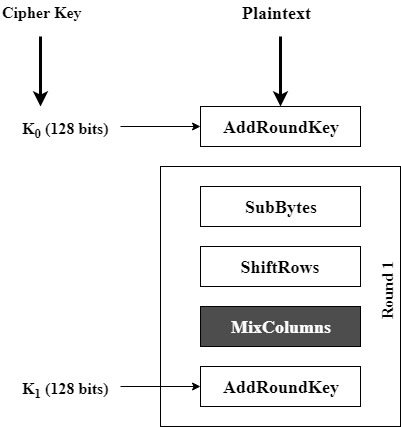 Cipher Key
Plaintext
K0 (128 bits)
AddRoundKey
SubBytes
ShiftRows
Round 1
MixColumns
K1 (128 bits)
AddRoundKey